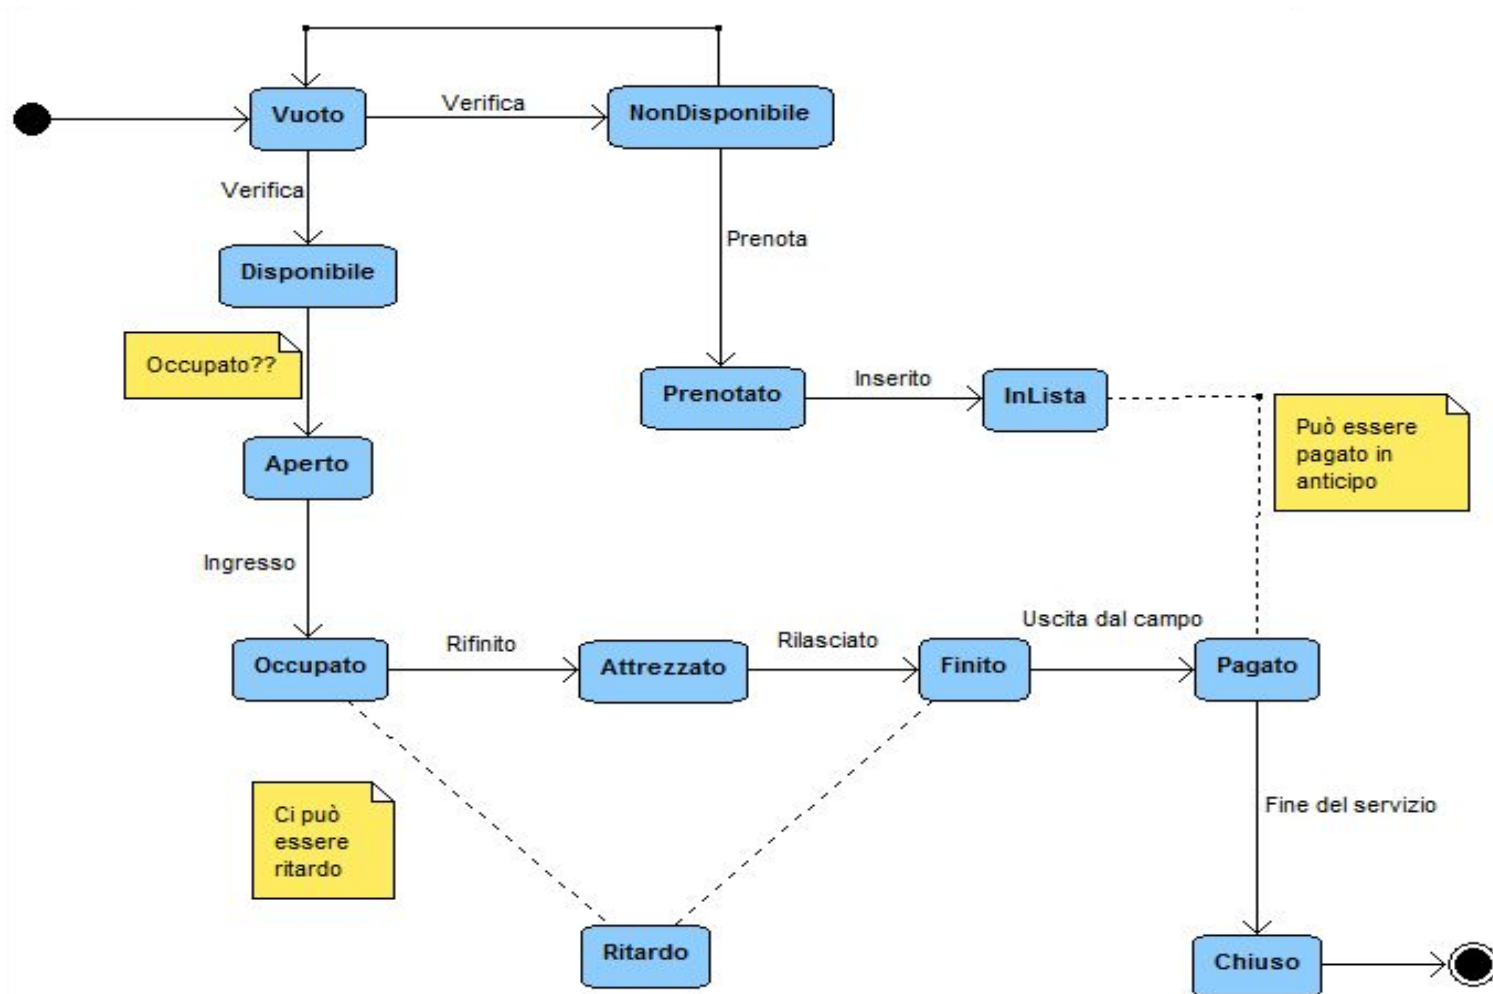 Vuoto
Verifica
NonDisponibile
Verifica
Prenota
Disponibile
Occupato??
Prenotato
Inserito
InLista
Può essere
pagato in
anticipo
Aperto
Ingresso
Occupato
Rifinito
Attrezzato
Rilasciato
Finito
Uscita dal campo
Pagato
Ci può
essere
ritardo
Fine del servizio
Ritardo
Chiuso